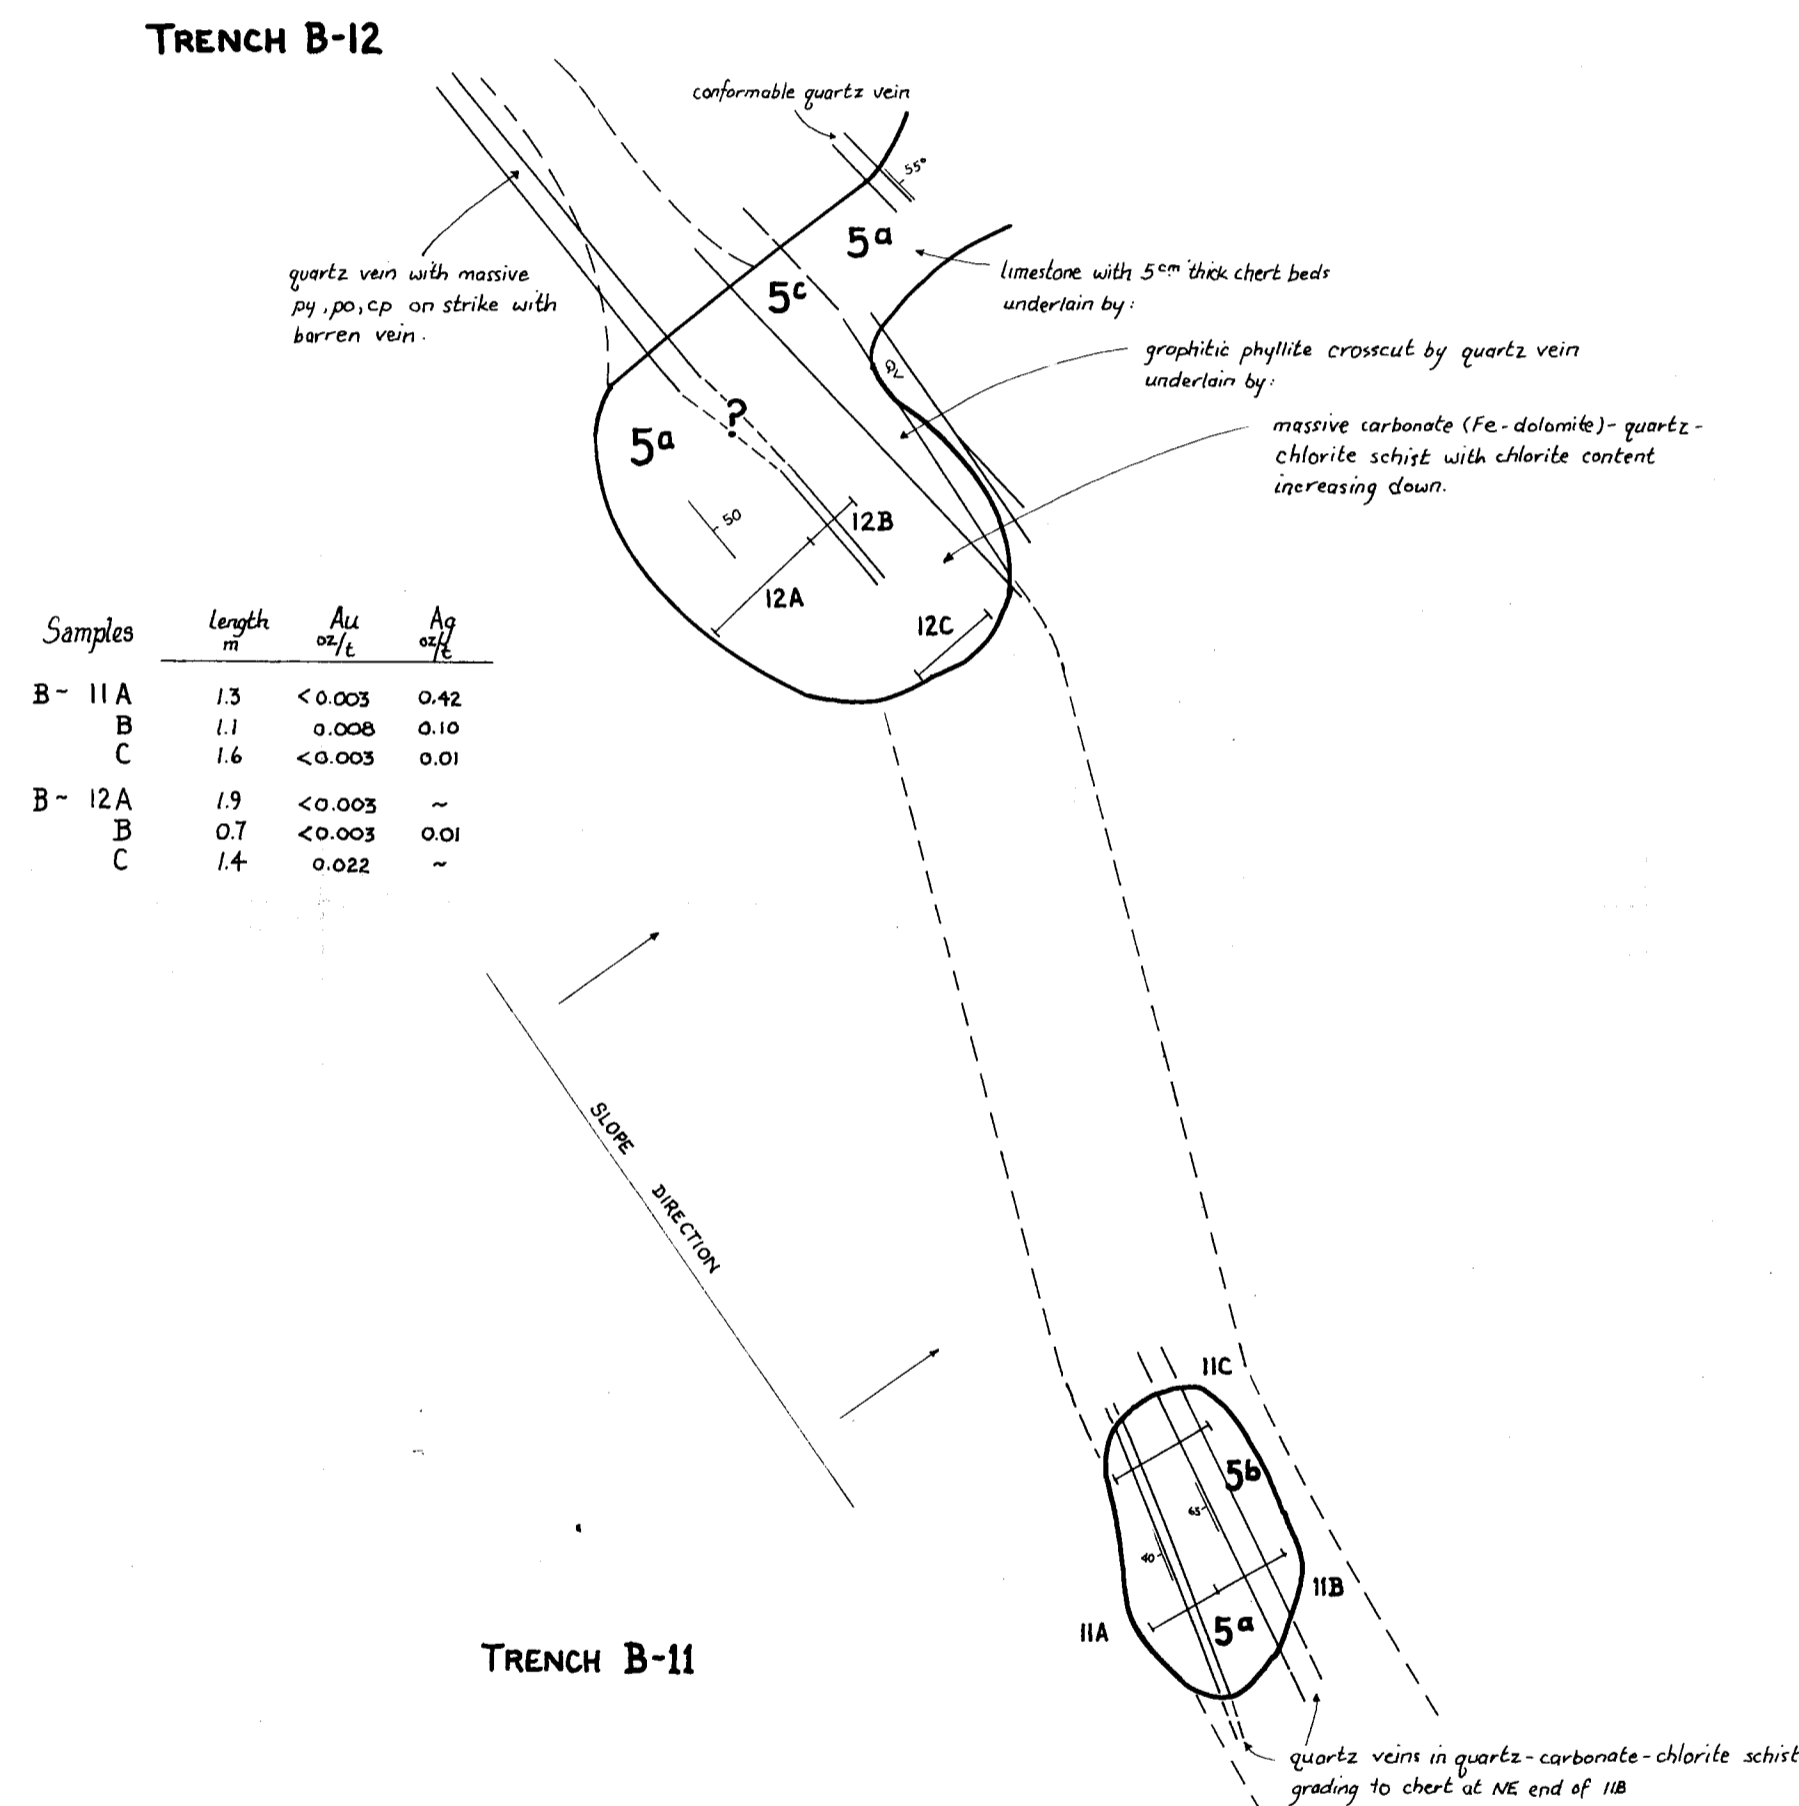 TRENCH B-12
conformable quartz vein
55°
5a
limestone with 5cm thick chert beds
underlain by:
5c
quartz vein with massive
py, po, cp on strike with
barren vein.
graphitic phyllite crosscut by quartz vein
underlain by:
QV
massive carbonate (Fe-dolomite)-quartz-
chlorite schist with chlorite content
increasing down.
?
5a
50
12B
12A
12C
Samples length m Au oz/t Ag oz/t
B- 11A 1.3 <0.003 0.42
B 1.1 0.008 0.10
C 1.6 <0.003 0.01
B- 12A 1.9 <0.003 ~
B 0.7 <0.003 0.01
C 1.4 0.022 ~
SLOPE DIRECTION
11C
5b
65
40
11B
11A
5a
TRENCH B-11
quartz veins in quartz-carbonate-chlorite schist
grading to chert at NE end of 11B